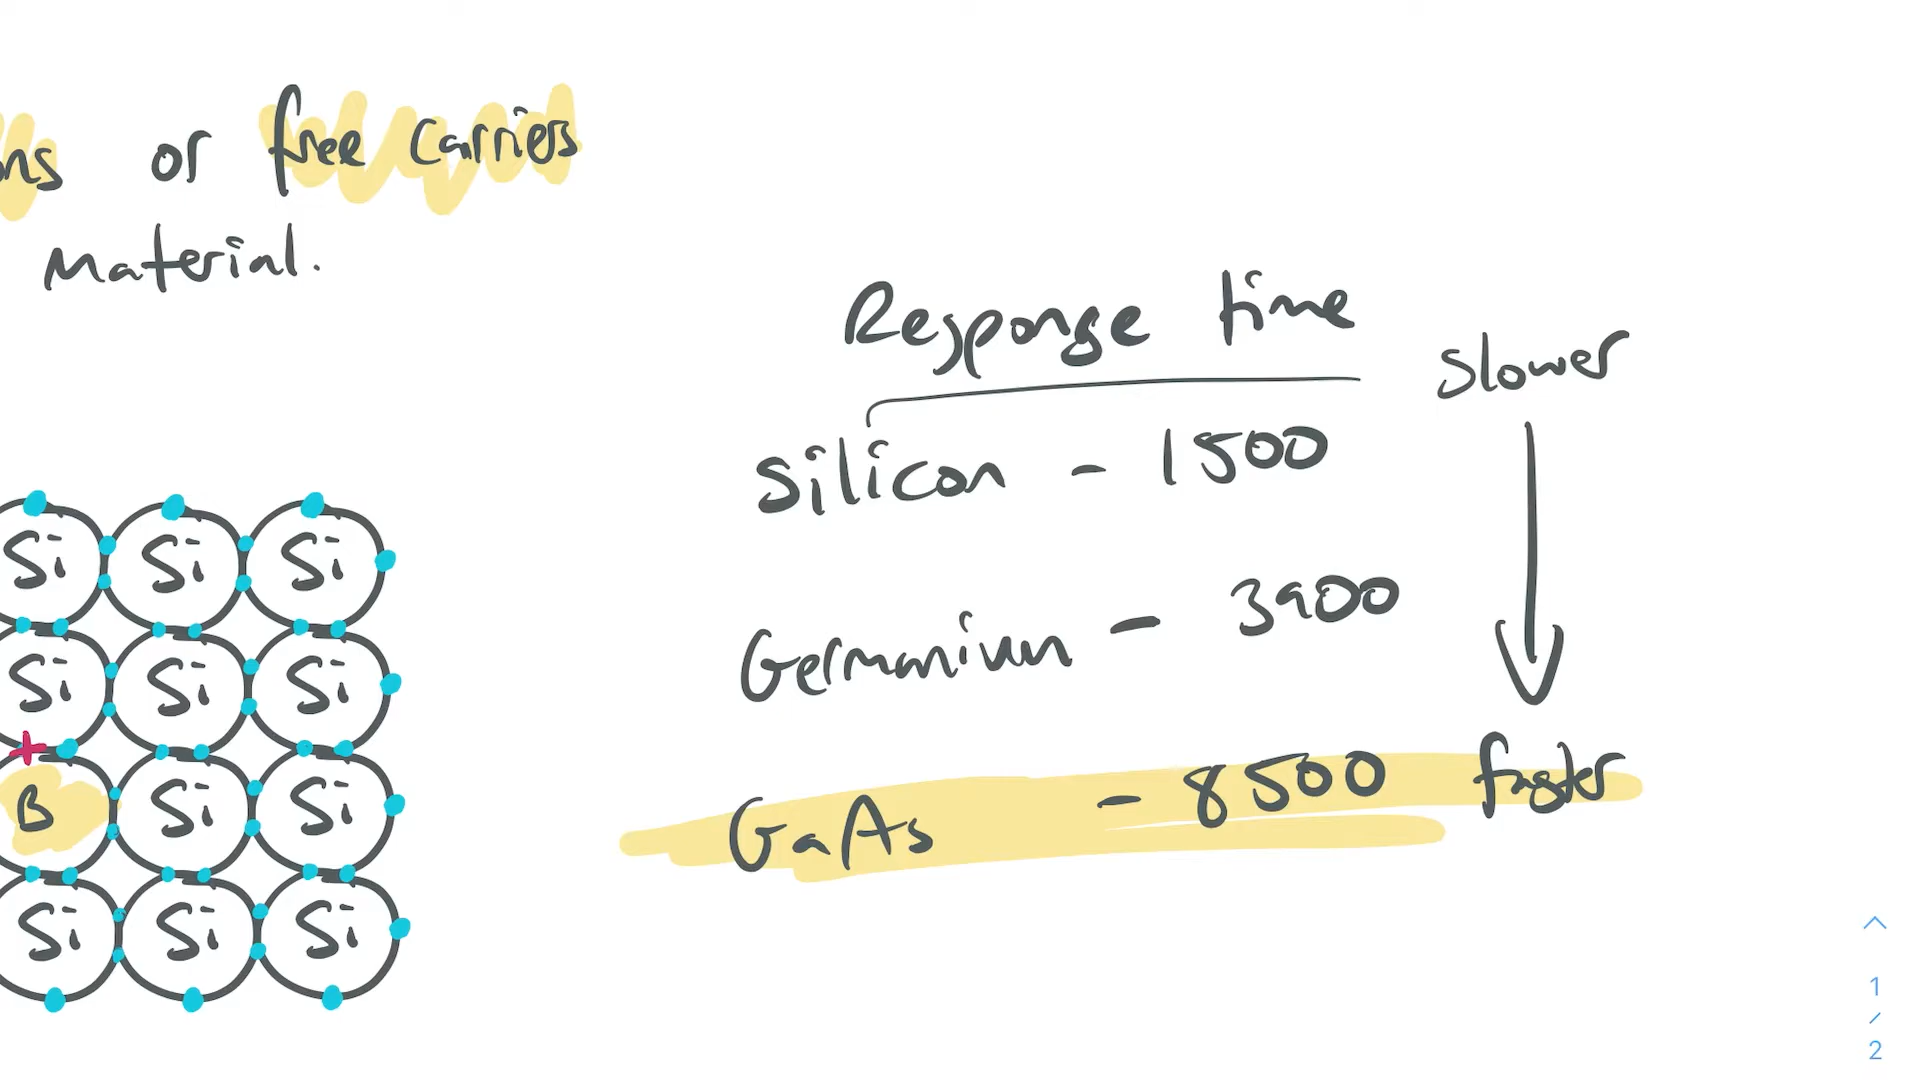 ons or free carriers
material.
Response time
slower
Silicon - 1500
Germanium - 3900
GaAs - 8500 faster
Si Si Si
Si Si Si
+
B Si Si
Si Si Si
1
/
2